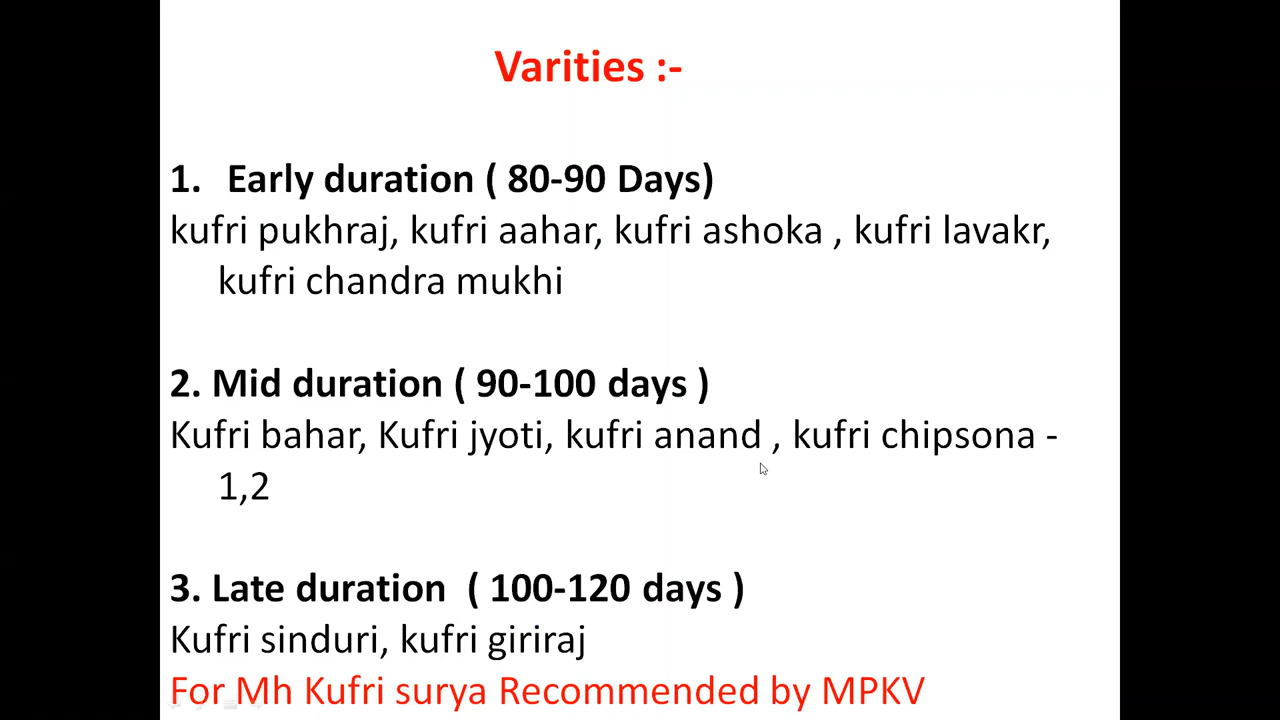 Varities :-
1. Early duration ( 80-90 Days)
kufri pukhraj, kufri aahar, kufri ashoka , kufri lavakr,
kufri chandra mukhi
2. Mid duration ( 90-100 days )
Kufri bahar, Kufri jyoti, kufri anand , kufri chipsona -
1,2
3. Late duration ( 100-120 days )
Kufri sinduri, kufri giriraj
For Mh Kufri surya Recommended by MPKV